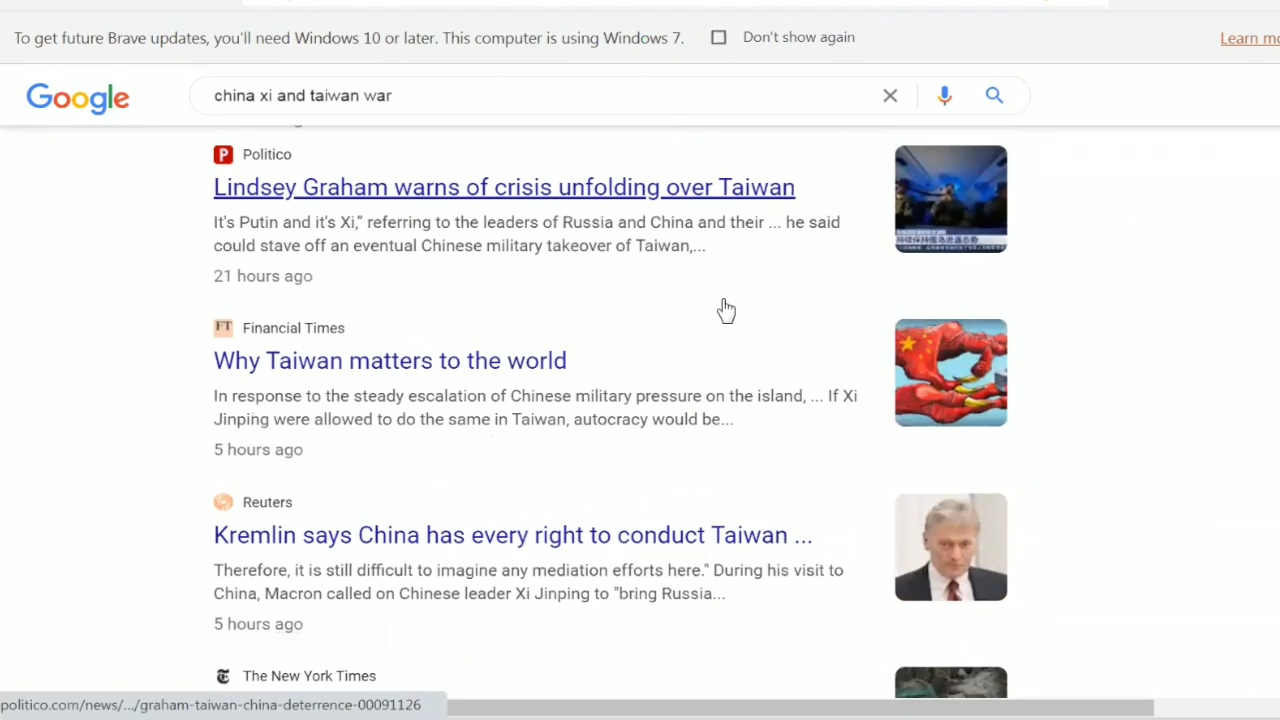 To get future Brave updates, you'll need Windows 10 or later. This computer is using Windows 7.
Don't show again
Learn mo
Google
china xi and taiwan war
P Politico
Lindsey Graham warns of crisis unfolding over Taiwan
It's Putin and it's Xi,” referring to the leaders of Russia and China and their ... he said
could stave off an eventual Chinese military takeover of Taiwan,...
21 hours ago
FT Financial Times
Why Taiwan matters to the world
In response to the steady escalation of Chinese military pressure on the island, ... If Xi
Jinping were allowed to do the same in Taiwan, autocracy would be...
5 hours ago
Reuters
Kremlin says China has every right to conduct Taiwan ...
Therefore, it is still difficult to imagine any mediation efforts here." During his visit to
China, Macron called on Chinese leader Xi Jinping to "bring Russia...
5 hours ago
The New York Times
politico.com/news/.../graham-taiwan-china-deterrence-00091126